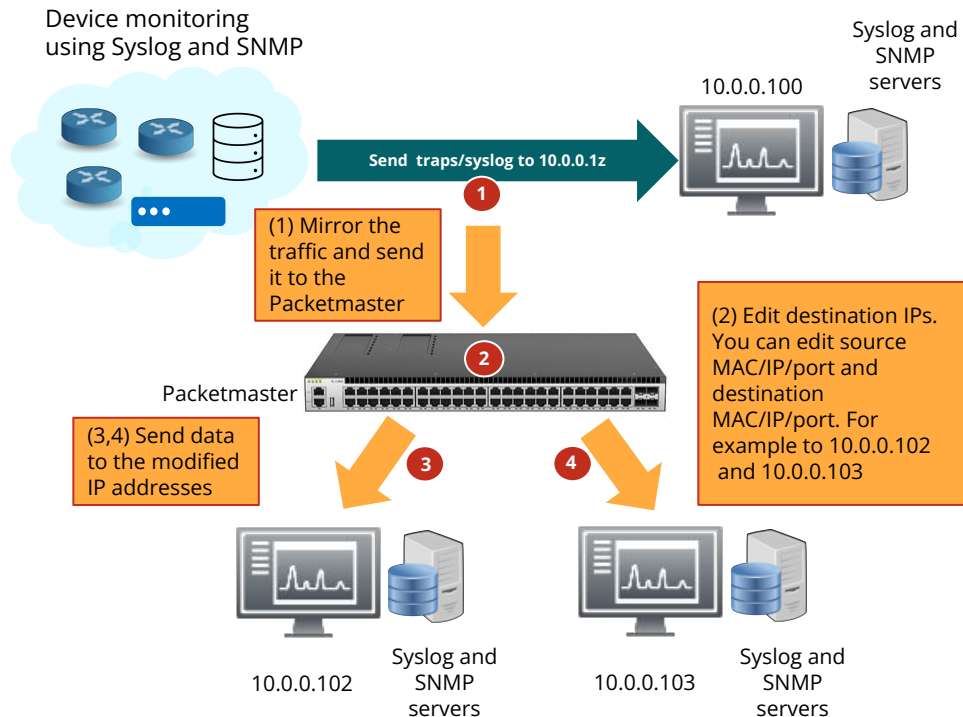 Device monitoring
using Syslog and SNMP
Syslog and
SNMP
servers
10.0.0.100
Send traps/syslog to 10.0.0.1z
1
(1) Mirror the
traffic and send
it to the
Packetmaster
(2) Edit destination IPs.
You can edit source
MAC/IP/port and
destination
MAC/IP/port. For
example to 10.0.0.102
and 10.0.0.103
2
Packetmaster
(3,4) Send data
to the modified
IP addresses
3
4
10.0.0.102
Syslog and
SNMP
servers
10.0.0.103
Syslog and
SNMP
servers